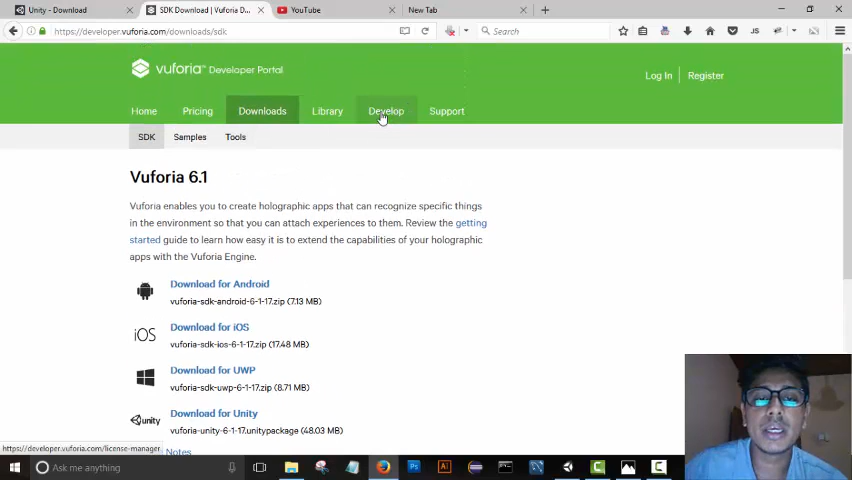 Unity - Download
SDK Download | Vuforia D...
YouTube
New Tab
https://developer.vuforia.com/downloads/sdk
Search
JS
vuforia™ Developer Portal
Log In
Register
Home
Pricing
Downloads
Library
Develop
Support
SDK
Samples
Tools
Vuforia 6.1
Vuforia enables you to create holographic apps that can recognize specific things
in the environment so that you can attach experiences to them. Review the getting
started guide to learn how easy it is to extend the capabilities of your holographic
apps with the Vuforia Engine.
Download for Android
vuforia-sdk-android-6-1-17.zip (7.13 MB)
iOS
Download for iOS
vuforia-sdk-ios-6-1-17.zip (17.48 MB)
Download for UWP
vuforia-sdk-uwp-6-1-17.zip (8.71 MB)
unity
Download for Unity
vuforia-unity-6-1-17.unitypackage (48.03 MB)
https://developer.vuforia.com/license-manager
Notes
Ask me anything
Ps
Ai